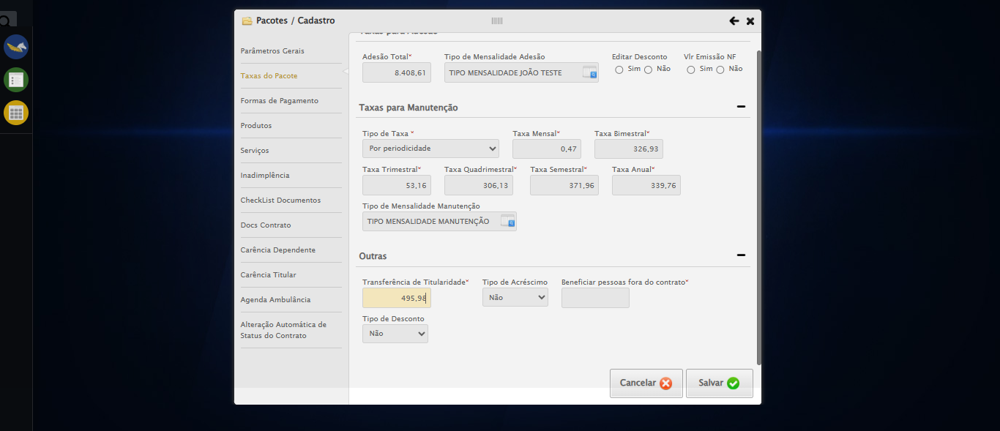 Pacotes / Cadastro
Parâmetros Gerais
Taxas do Pacote
Formas de Pagamento
Produtos
Serviços
Inadimplência
CheckList Documentos
Docs Contrato
Carência Dependente
Carência Titular
Agenda Ambulância
Alteração Automática de
Status do Contrato
Taxas para Adesão
Adesão Total* Tipo de Mensalidade Adesão Editar Desconto Vlr Emissão NF
8.408,61 TIPO MENSALIDADE JOÃO TESTE Sim Não Sim Não
Taxas para Manutenção
Tipo de Taxa * Taxa Mensal* Taxa Bimestral*
Por periodicidade 0,47 326,93
Taxa Trimestral* Taxa Quadrimestral* Taxa Semestral* Taxa Anual*
53,16 306,13 371,96 339,76
Tipo de Mensalidade Manutenção
TIPO MENSALIDADE MANUTENÇÃO
Outras
Transferência de Titularidade* Tipo de Acréscimo Beneficiar pessoas fora do contrato*
495,98 Não
Tipo de Desconto
Não
Cancelar Salvar